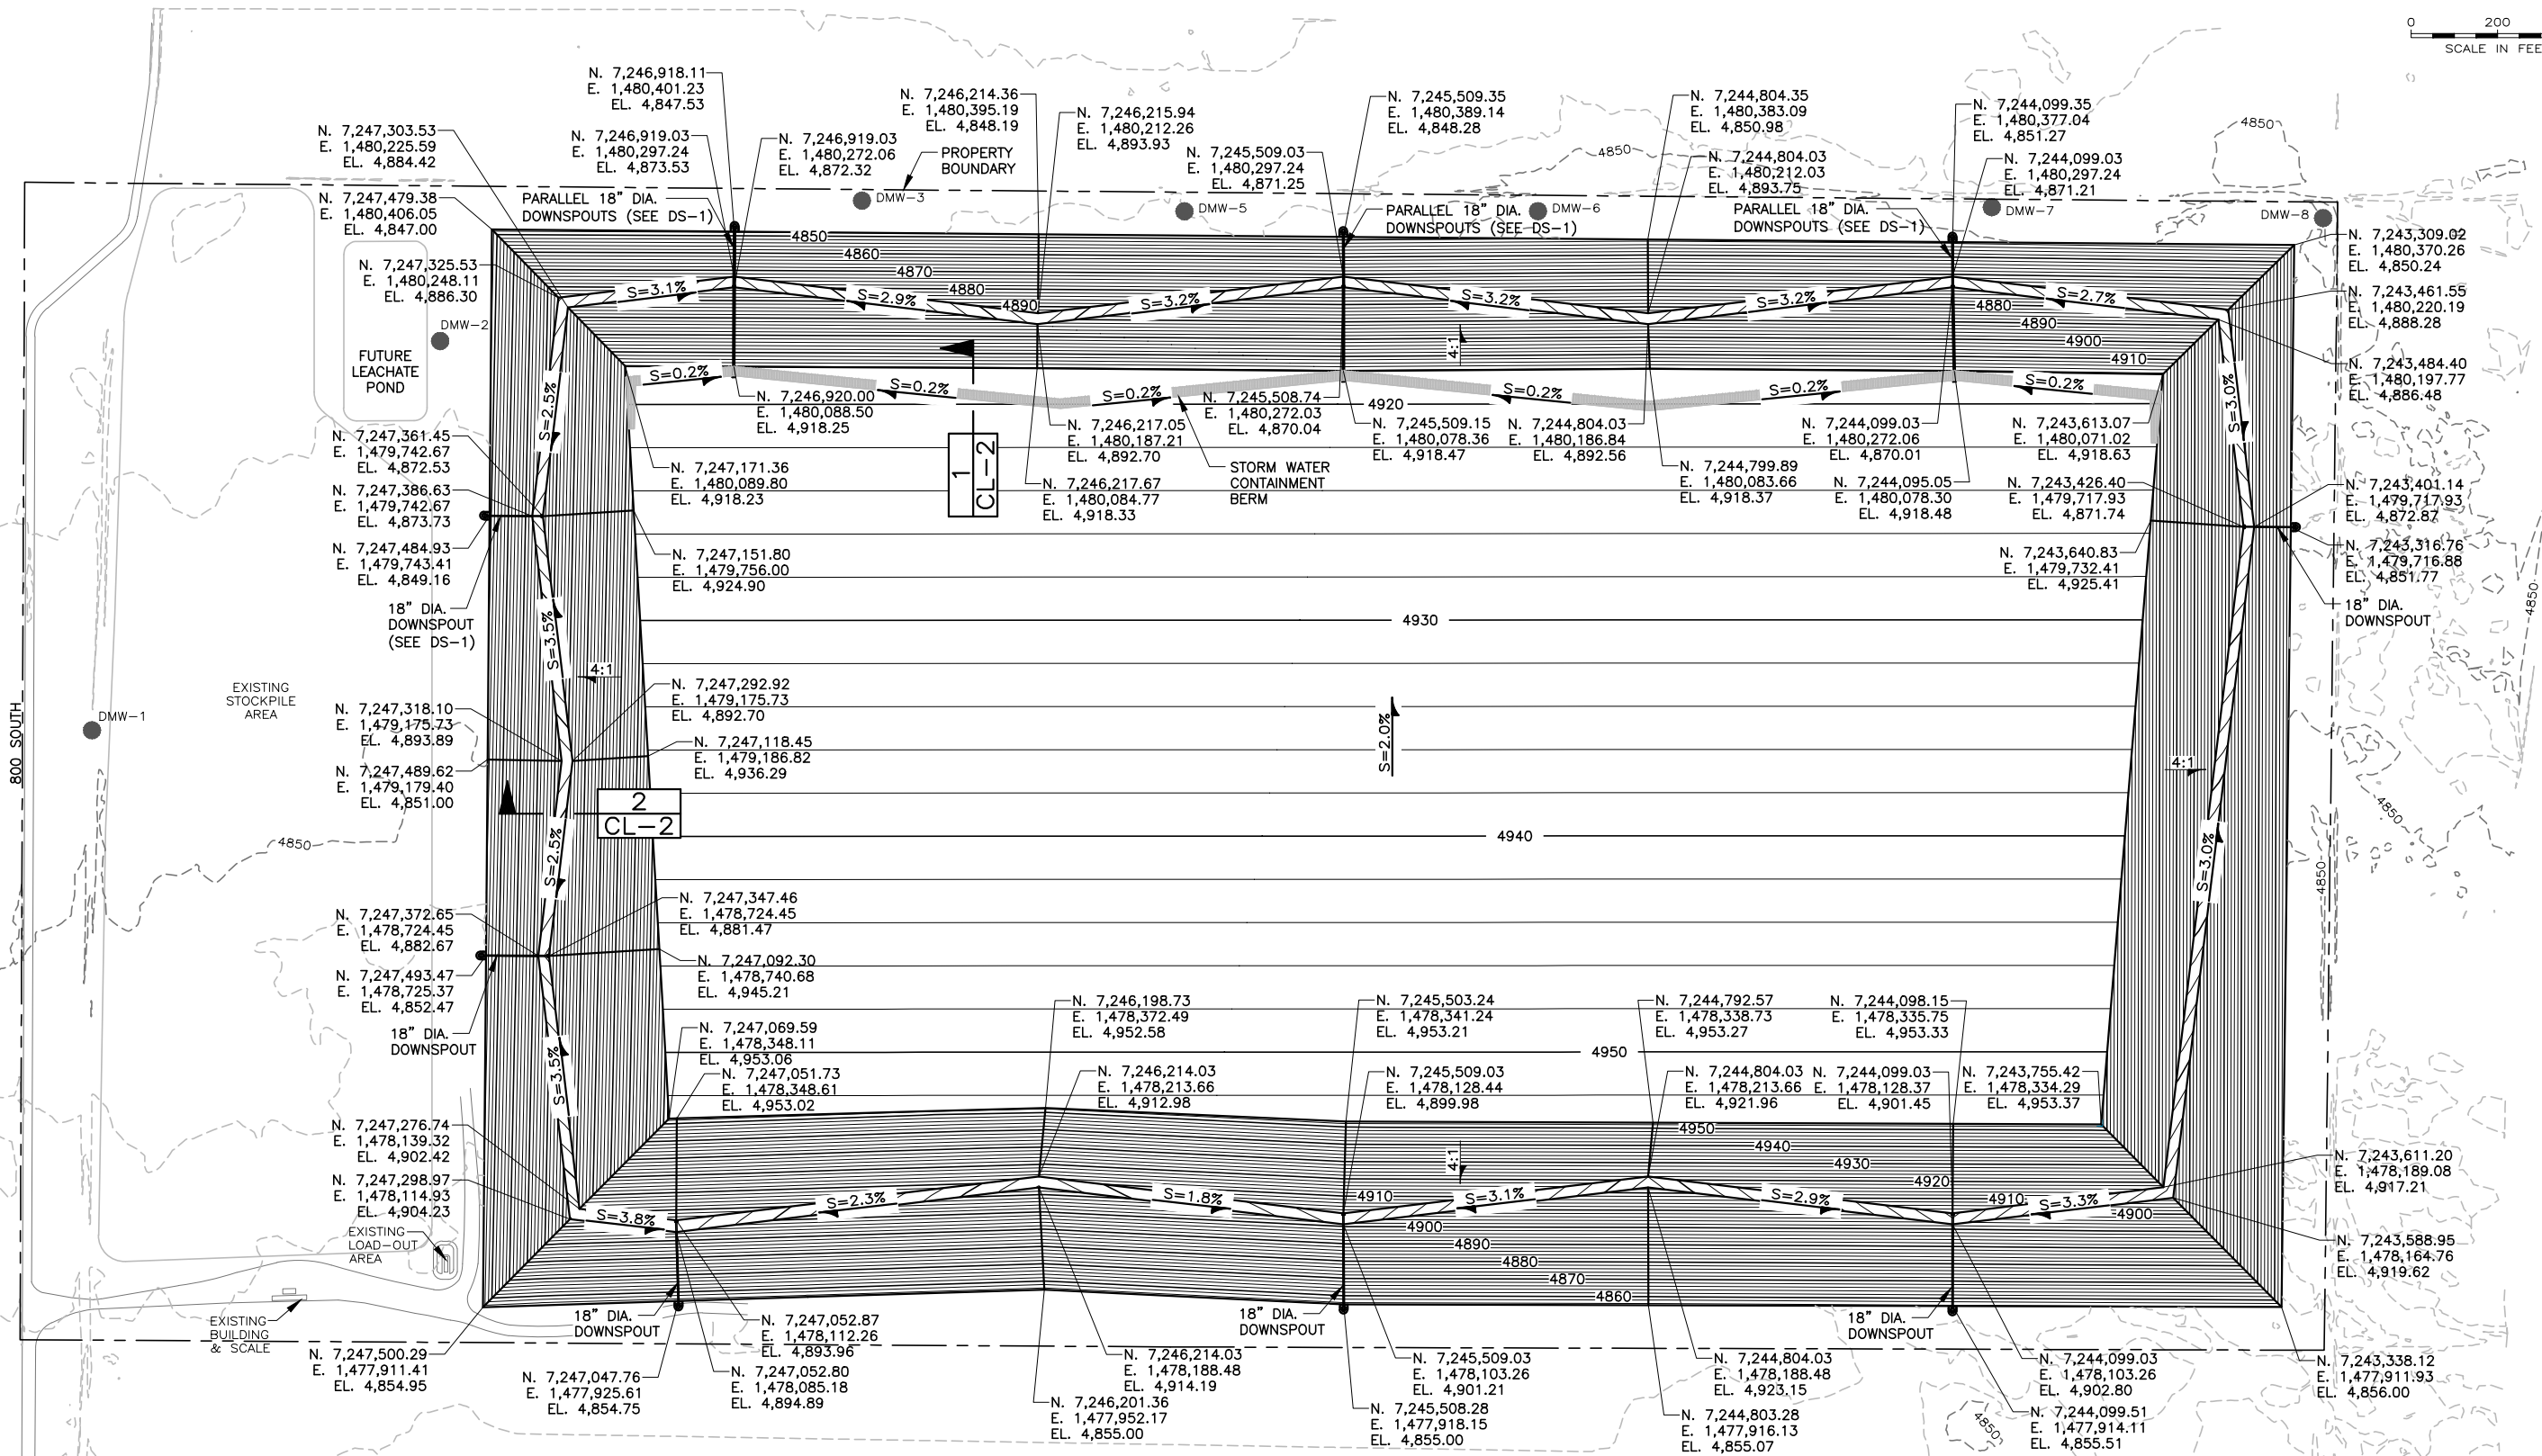 0 200
SCALE IN FEE
N. 7,246,918.11
E. 1,480,401.23
EL. 4,847.53
N. 7,246,214.36
E. 1,480,395.19
EL. 4,848.19
N. 7,246,215.94
E. 1,480,212.26
EL. 4,893.93
N. 7,245,509.35
E. 1,480,389.14
EL. 4,848.28
N. 7,244,804.35
E. 1,480,383.09
EL. 4,850.98
N. 7,244,099.35
E. 1,480,377.04
EL. 4,851.27
N. 7,247,303.53
E. 1,480,225.59
EL. 4,884.42
N. 7,246,919.03
E. 1,480,297.24
EL. 4,873.53
N. 7,246,919.03
E. 1,480,272.06
EL. 4,872.32
PROPERTY
BOUNDARY
N. 7,245,509.03
E. 1,480,297.24
EL. 4,871.25
N. 7,244,804.03
E. 1,480,212.03
EL. 4,893.75
N. 7,244,099.03
E. 1,480,297.24
EL. 4,871.21
4850
4850
N. 7,247,479.38
E. 1,480,406.05
EL. 4,847.00
PARALLEL 18" DIA.
DOWNSPOUTS (SEE DS-1)
DMW-3
DMW-5
PARALLEL 18" DIA.
DOWNSPOUTS (SEE DS-1)
DMW-6
PARALLEL 18" DIA.
DOWNSPOUTS (SEE DS-1)
DMW-7
DMW-8
N. 7,243,309.02
E. 1,480,370.26
EL. 4,850.24
4850
4860
4870
4880
4890
N. 7,247,325.53
E. 1,480,248.11
EL. 4,886.30
S=3.1%
S=2.9%
S=3.2%
S=3.2%
S=3.2%
S=2.7%
4880
4890
4900
4910
N. 7,243,461.55
E. 1,480,220.19
EL. 4,888.28
DMW-2
FUTURE
LEACHATE
POND
4:1
N. 7,243,484.40
E. 1,480,197.77
EL. 4,886.48
S=0.2%
S=0.2%
S=0.2%
S=0.2%
S=0.2%
S=0.2%
4920
S=2.5%
S=3.0%
N. 7,246,920.00
E. 1,480,088.50
EL. 4,918.25
N. 7,246,217.05
E. 1,480,187.21
EL. 4,892.70
N. 7,245,508.74
E. 1,480,272.03
EL. 4,870.04
N. 7,245,509.15
E. 1,480,078.36
EL. 4,918.47
N. 7,244,804.03
E. 1,480,186.84
EL. 4,892.56
N. 7,244,099.03
E. 1,480,272.06
EL. 4,870.01
N. 7,243,613.07
E. 1,480,071.02
EL. 4,918.63
N. 7,247,361.45
E. 1,479,742.67
EL. 4,872.53
1
CL-2
N. 7,247,171.36
E. 1,480,089.80
EL. 4,918.23
N. 7,246,217.67
E. 1,480,084.77
EL. 4,918.33
STORM WATER
CONTAINMENT
BERM
N. 7,244,799.89
E. 1,480,083.66
EL. 4,918.37
N. 7,244,095.05
E. 1,480,078.30
EL. 4,918.48
N. 7,243,426.40
E. 1,479,717.93
EL. 4,871.74
N. 7,243,401.14
E. 1,479,717.93
EL. 4,872.87
N. 7,247,386.63
E. 1,479,742.67
EL. 4,873.73
N. 7,247,484.93
E. 1,479,743.41
EL. 4,849.16
N. 7,247,151.80
E. 1,479,756.00
EL. 4,924.90
N. 7,243,640.83
E. 1,479,732.41
EL. 4,925.41
N. 7,243,316.76
E. 1,479,716.88
EL. 4,851.77
18" DIA.
DOWNSPOUT
(SEE DS-1)
18" DIA.
DOWNSPOUT
4850
4930
S=3.5%
4:1
EXISTING
STOCKPILE
AREA
DMW-1
800 SOUTH
N. 7,247,292.92
E. 1,479,175.73
EL. 4,892.70
N. 7,247,318.10
E. 1,479,175.73
EL. 4,893.89
N. 7,247,118.45
E. 1,479,186.82
EL. 4,936.29
N. 7,247,489.62
E. 1,479,179.40
EL. 4,851.00
S=2.0%
4:1
4850
2
CL-2
4850
4940
S=2.5%
S=3.0%
4850
N. 7,247,372.65
E. 1,478,724.45
EL. 4,882.67
N. 7,247,347.46
E. 1,478,724.45
EL. 4,881.47
N. 7,247,493.47
E. 1,478,725.37
EL. 4,852.47
N. 7,247,092.30
E. 1,478,740.68
EL. 4,945.21
18" DIA.
DOWNSPOUT
N. 7,247,069.59
E. 1,478,348.11
EL. 4,953.06
N. 7,246,198.73
E. 1,478,372.49
EL. 4,952.58
N. 7,245,503.24
E. 1,478,341.24
EL. 4,953.21
N. 7,244,792.57
E. 1,478,338.73
EL. 4,953.27
N. 7,244,098.15
E. 1,478,335.75
EL. 4,953.33
4950
S=3.5%
N. 7,247,051.73
E. 1,478,348.61
EL. 4,953.02
N. 7,246,214.03
E. 1,478,213.66
EL. 4,912.98
N. 7,245,509.03
E. 1,478,128.44
EL. 4,899.98
N. 7,244,804.03
E. 1,478,213.66
EL. 4,921.96
N. 7,244,099.03
E. 1,478,128.37
EL. 4,901.45
N. 7,243,755.42
E. 1,478,334.29
EL. 4,953.37
N. 7,247,276.74
E. 1,478,139.32
EL. 4,902.42
N. 7,247,298.97
E. 1,478,114.93
EL. 4,904.23
4950
4940
4930
4920
4910
4:1
4910
N. 7,243,611.20
E. 1,478,189.08
EL. 4,917.21
S=3.8%
S=2.3%
S=1.8%
S=3.1%
S=2.9%
S=3.3%
4900
4900
4890
4880
4870
4860
EXISTING
LOAD-OUT
AREA
N. 7,243,588.95
E. 1,478,164.76
EL. 4,919.62
EXISTING
BUILDING
& SCALE
18" DIA.
DOWNSPOUT
18" DIA.
DOWNSPOUT
18" DIA.
DOWNSPOUT
N. 7,247,500.29
E. 1,477,911.41
EL. 4,854.95
N. 7,247,047.76
E. 1,477,925.61
EL. 4,854.75
N. 7,247,052.87
E. 1,478,112.26
EL. 4,893.96
N. 7,247,052.80
E. 1,478,085.18
EL. 4,894.89
N. 7,246,214.03
E. 1,478,188.48
EL. 4,914.19
N. 7,246,201.36
E. 1,477,952.17
EL. 4,855.00
N. 7,245,509.03
E. 1,478,103.26
EL. 4,901.21
N. 7,245,508.28
E. 1,477,918.15
EL. 4,855.00
N. 7,244,804.03
E. 1,478,188.48
EL. 4,923.15
N. 7,244,803.28
E. 1,477,916.13
EL. 4,855.07
N. 7,244,099.03
E. 1,478,103.26
EL. 4,902.80
N. 7,244,099.51
E. 1,477,914.11
EL. 4,855.51
N. 7,243,338.12
E. 1,477,911.93
EL. 4,856.00
4850